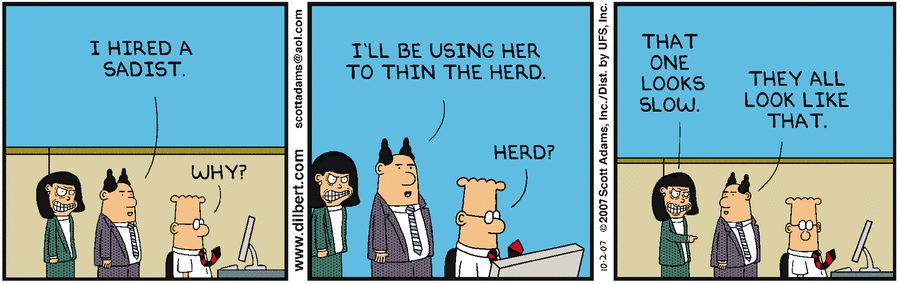 I HIRED A
SADIST.
WHY?
www.dilbert.com scottadams@aol.com
I'LL BE USING HER
TO THIN THE HERD.
HERD?
10-2-07 ©2007 Scott Adams, Inc./Dist. by UFS, Inc.
THAT
ONE
LOOKS
SLOW.
THEY ALL
LOOK LIKE
THAT.